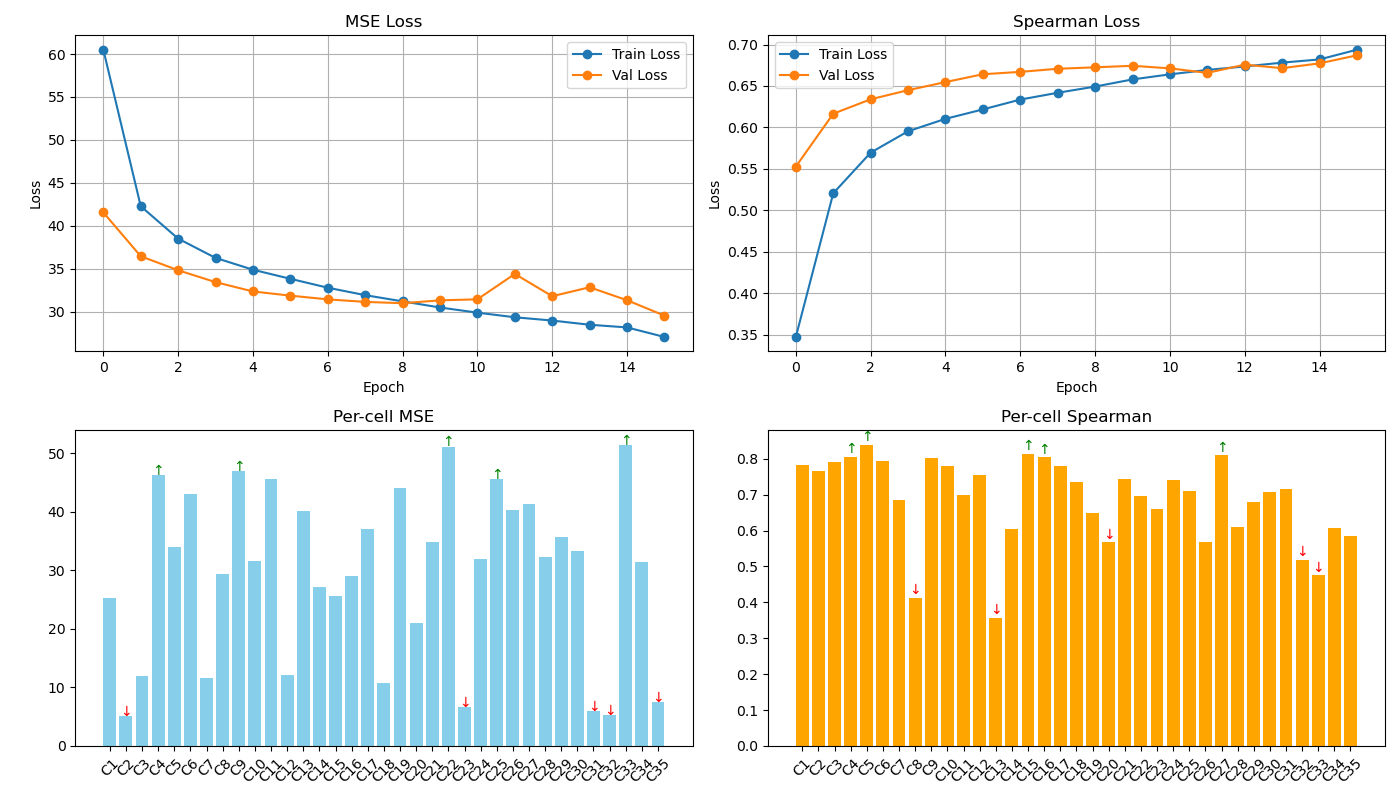 MSE Loss
Loss
60
55
50
45
40
35
30
Train Loss
Val Loss
0 2 4 6 8 10 12 14
Epoch
Spearman Loss
Loss
0.70
0.65
0.60
0.55
0.50
0.45
0.40
0.35
Train Loss
Val Loss
0 2 4 6 8 10 12 14
Epoch
Per-cell MSE
50
40
30
20
10
0
↑ ↑ ↑ ↑ ↑
↓ ↓ ↓ ↓ ↓
C1 C2 C3 C4 C5 C6 C7 C8 C9 C10 C11 C12 C13 C14 C15 C16 C17 C18 C19 C20 C21 C22 C23 C24 C25 C26 C27 C28 C29 C30 C31 C32 C33 C34 C35
Per-cell Spearman
0.8
0.7
0.6
0.5
0.4
0.3
0.2
0.1
0.0
↑ ↑ ↑ ↑ ↑
↓ ↓ ↓ ↓ ↓
C1 C2 C3 C4 C5 C6 C7 C8 C9 C10 C11 C12 C13 C14 C15 C16 C17 C18 C19 C20 C21 C22 C23 C24 C25 C26 C27 C28 C29 C30 C31 C32 C33 C34 C35